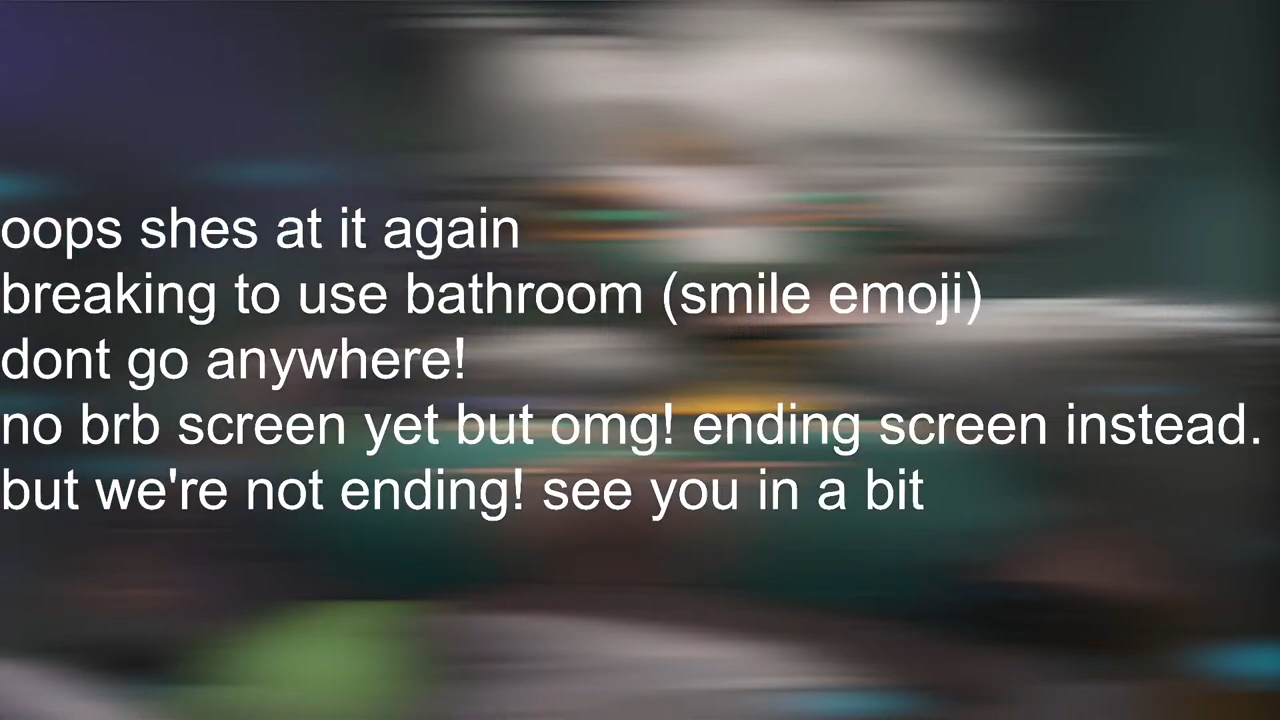 oops shes at it again
breaking to use bathroom (smile emoji)
dont go anywhere!
no brb screen yet but omg! ending screen instead.
but we're not ending! see you in a bit